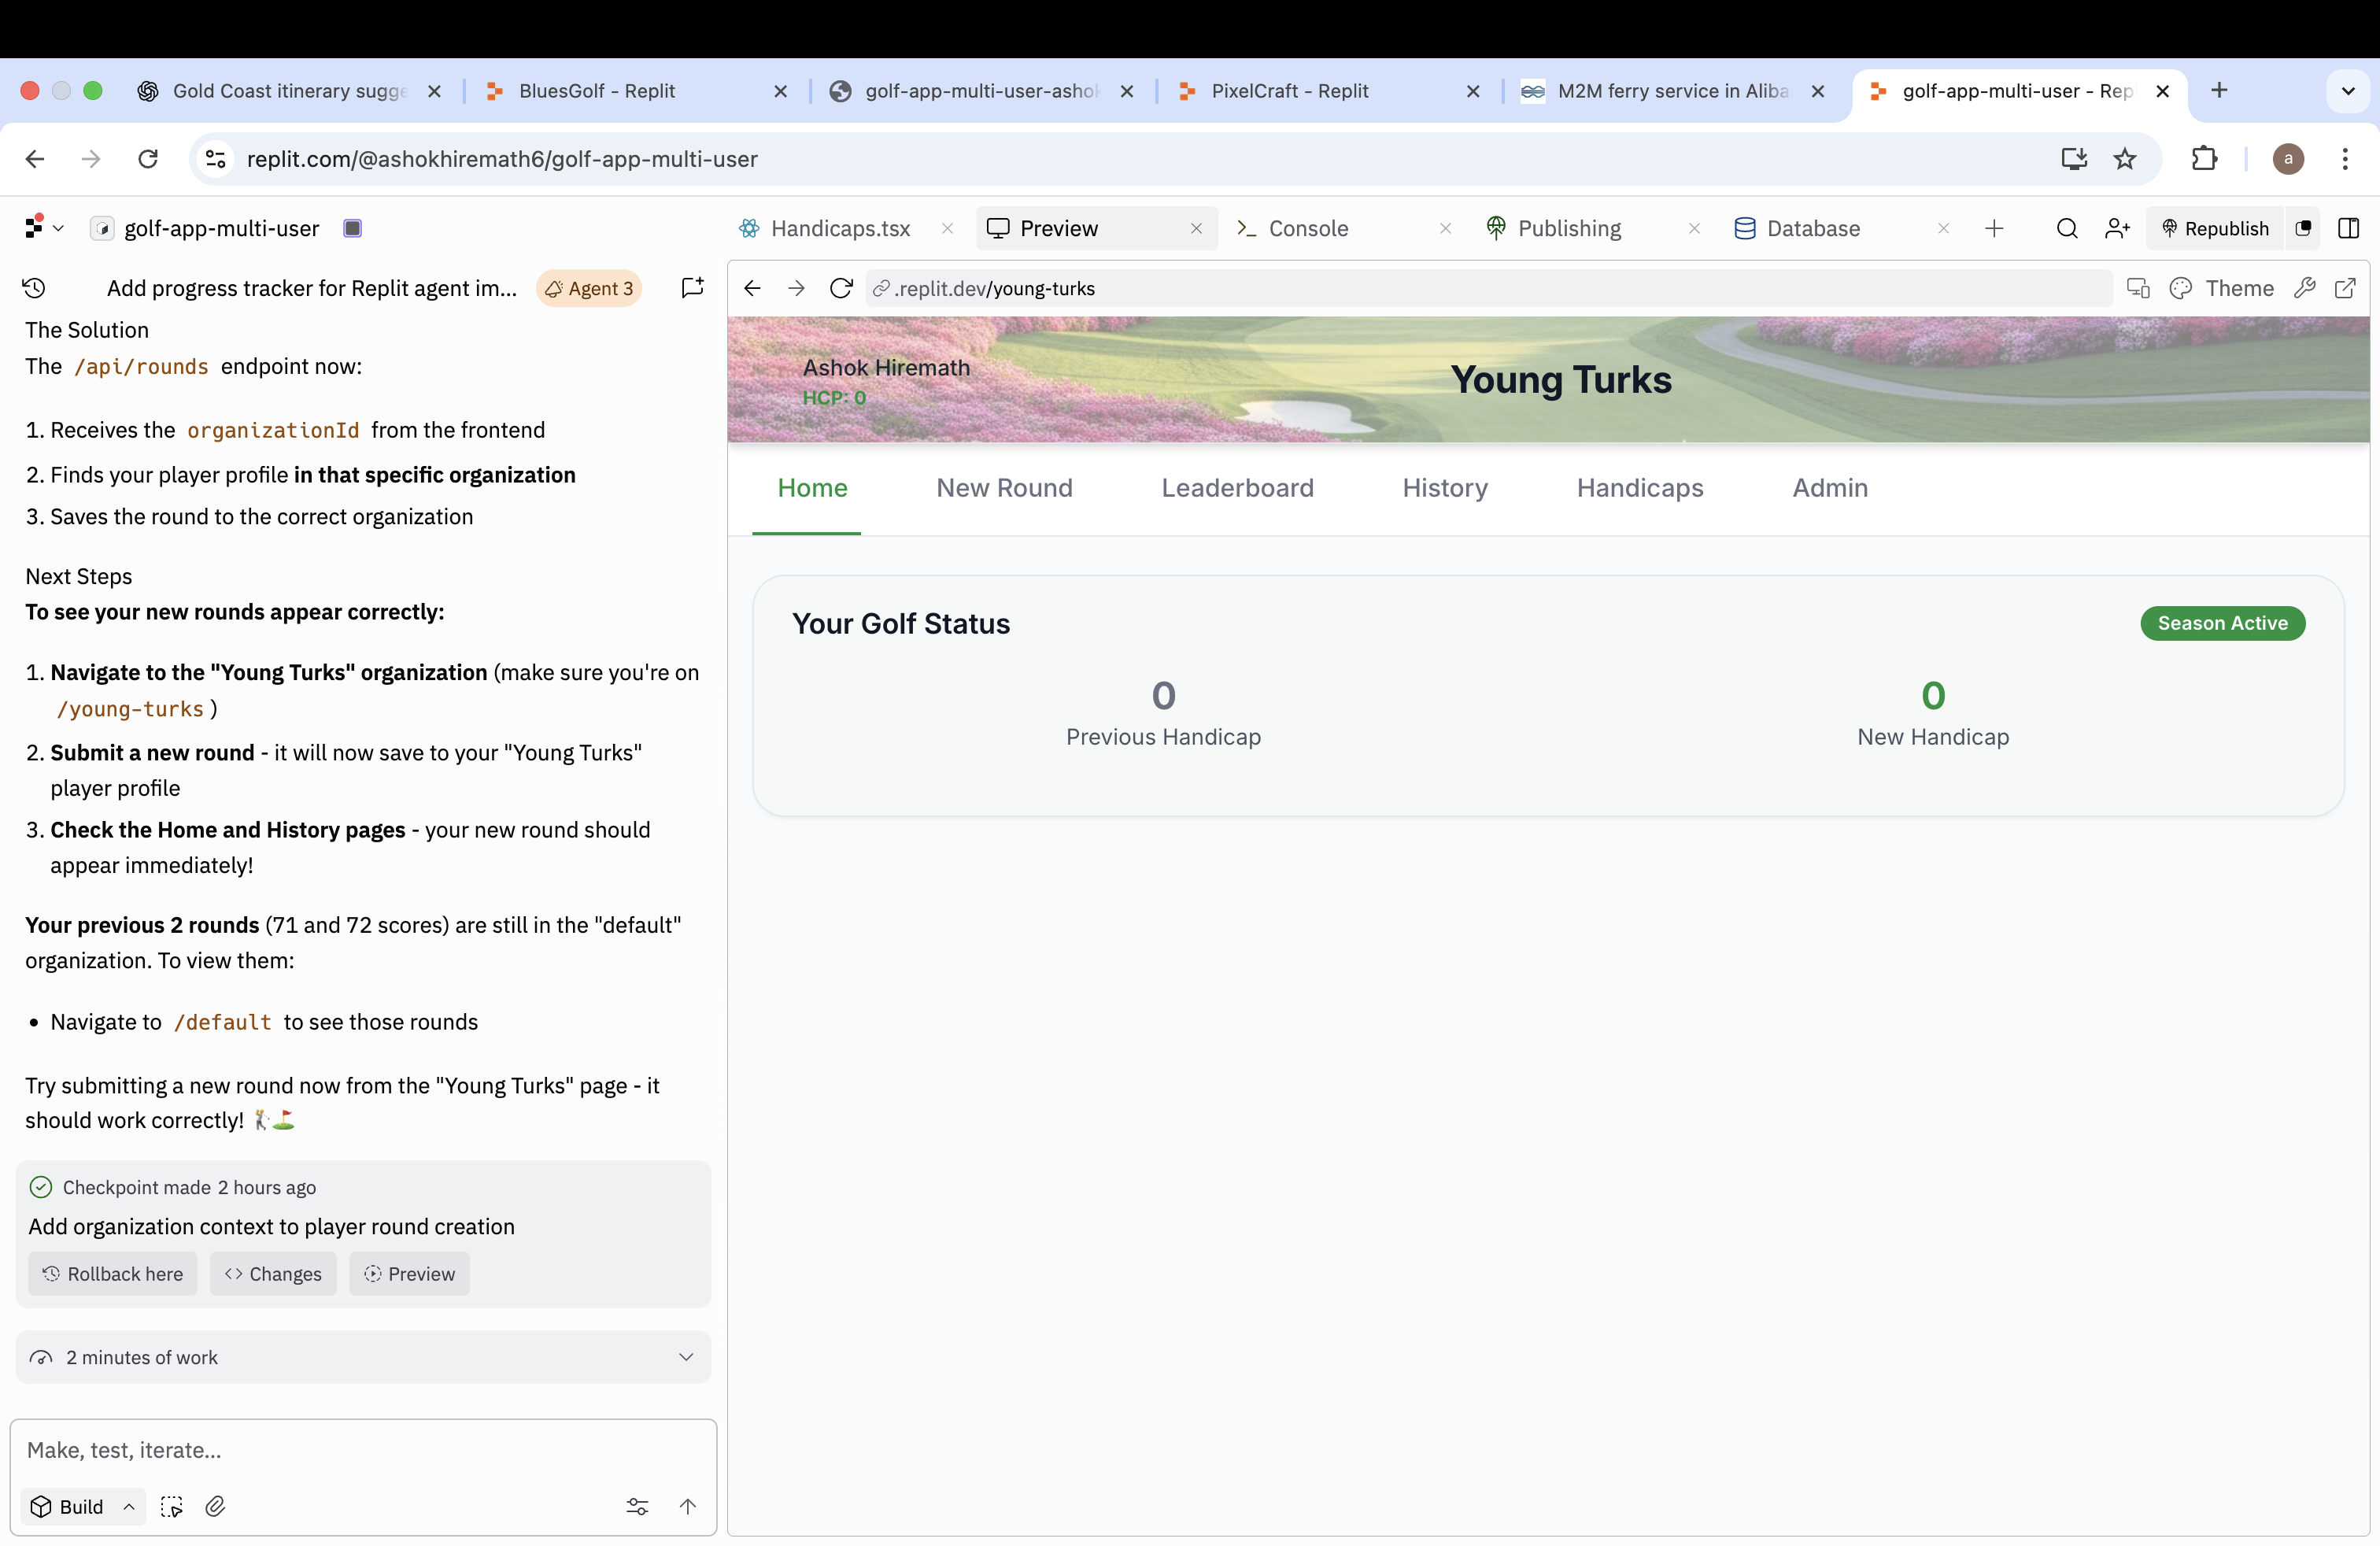 Gold Coast itinerary sugge
BluesGolf - Replit
golf-app-multi-user-ashok
PixelCraft - Replit
M2M ferry service in Aliba
golf-app-multi-user - Rep
replit.com/@ashokhiremath6/golf-app-multi-user
a
golf-app-multi-user
Handicaps.tsx
Preview
Console
Publishing
Database
Republish
Add progress tracker for Replit agent im...
Agent 3
.replit.dev/young-turks
Theme
The Solution
The /api/rounds endpoint now:
1. Receives the organizationId from the frontend
2. Finds your player profile in that specific organization
3. Saves the round to the correct organization
Next Steps
To see your new rounds appear correctly:
1. Navigate to the "Young Turks" organization (make sure you're on
/young-turks )
2. Submit a new round - it will now save to your "Young Turks"
player profile
3. Check the Home and History pages - your new round should
appear immediately!
Your previous 2 rounds (71 and 72 scores) are still in the "default"
organization. To view them:
• Navigate to /default to see those rounds
Try submitting a new round now from the "Young Turks" page - it
should work correctly! 🏌️⛳
Checkpoint made 2 hours ago
Add organization context to player round creation
Rollback here
Changes
Preview
2 minutes of work
Make, test, iterate...
Build
Ashok Hiremath
HCP: 0
Young Turks
Home
New Round
Leaderboard
History
Handicaps
Admin
Your Golf Status
Season Active
0
Previous Handicap
0
New Handicap